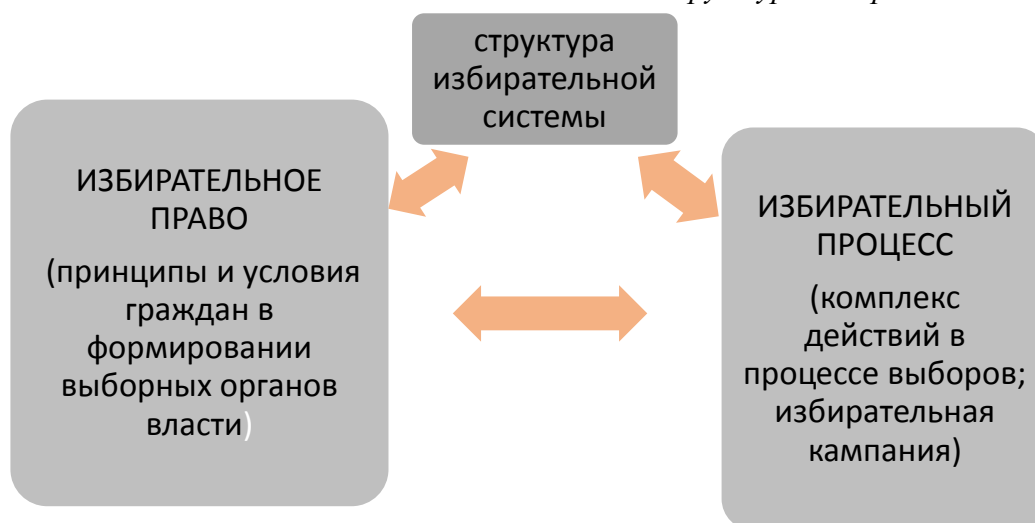 структура
избирательной
системы
ИЗБИРАТЕЛЬНОЕ
ПРАВО
(принципы и условия
граждан в
формировании
выборных органов
власти)
ИЗБИРАТЕЛЬНЫЙ
ПРОЦЕСС
(комплекс
действий в
процессе выборов;
избирательная
кампания)